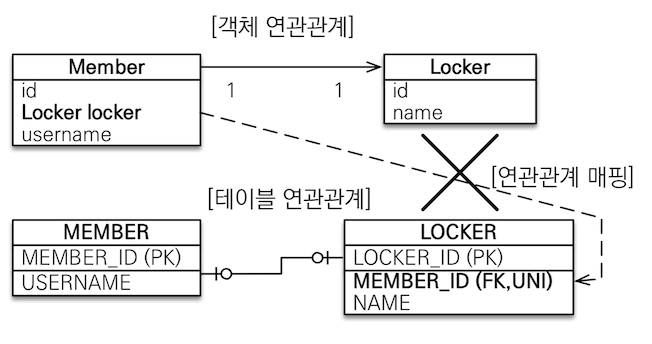 [객체 연관관계]
Member
id
Locker locker
username
1
1
Locker
id
name
[연관관계 매핑]
[테이블 연관관계]
MEMBER
MEMBER_ID (PK)
USERNAME
LOCKER
LOCKER_ID (PK)
MEMBER_ID (FK,UNI)
NAME